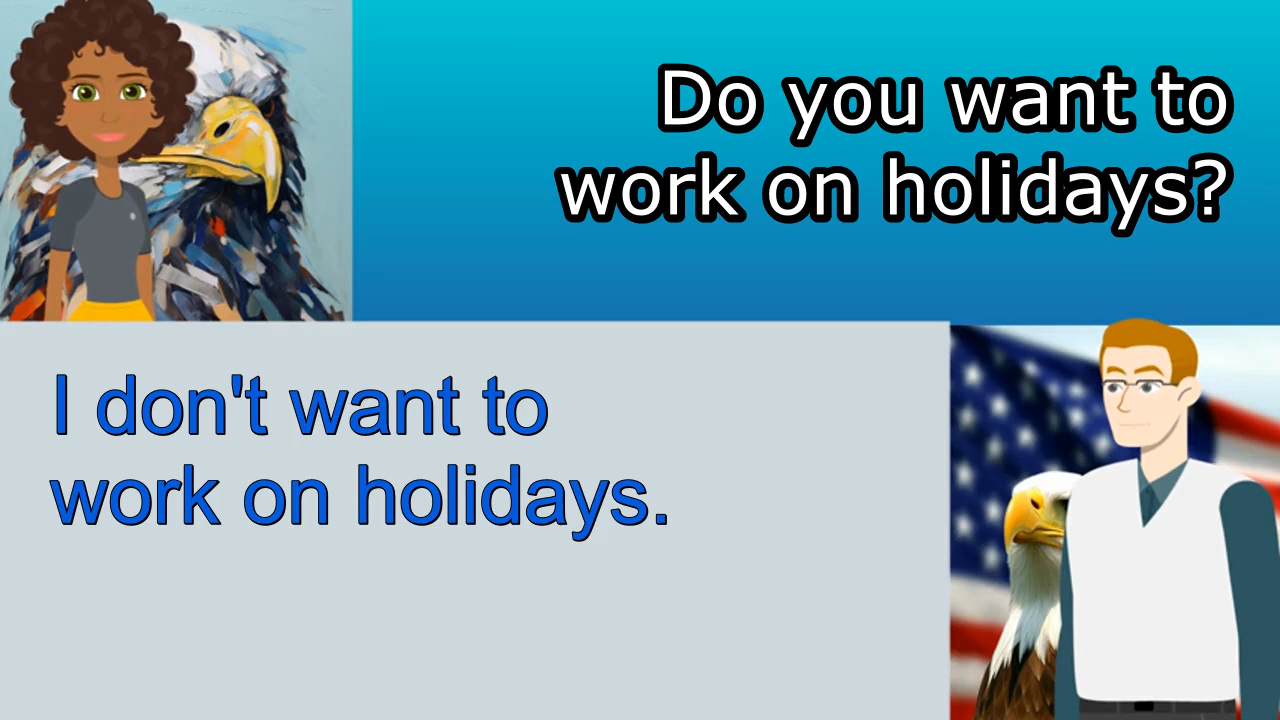 Do you want to
work on holidays?
I don't want to
work on holidays.